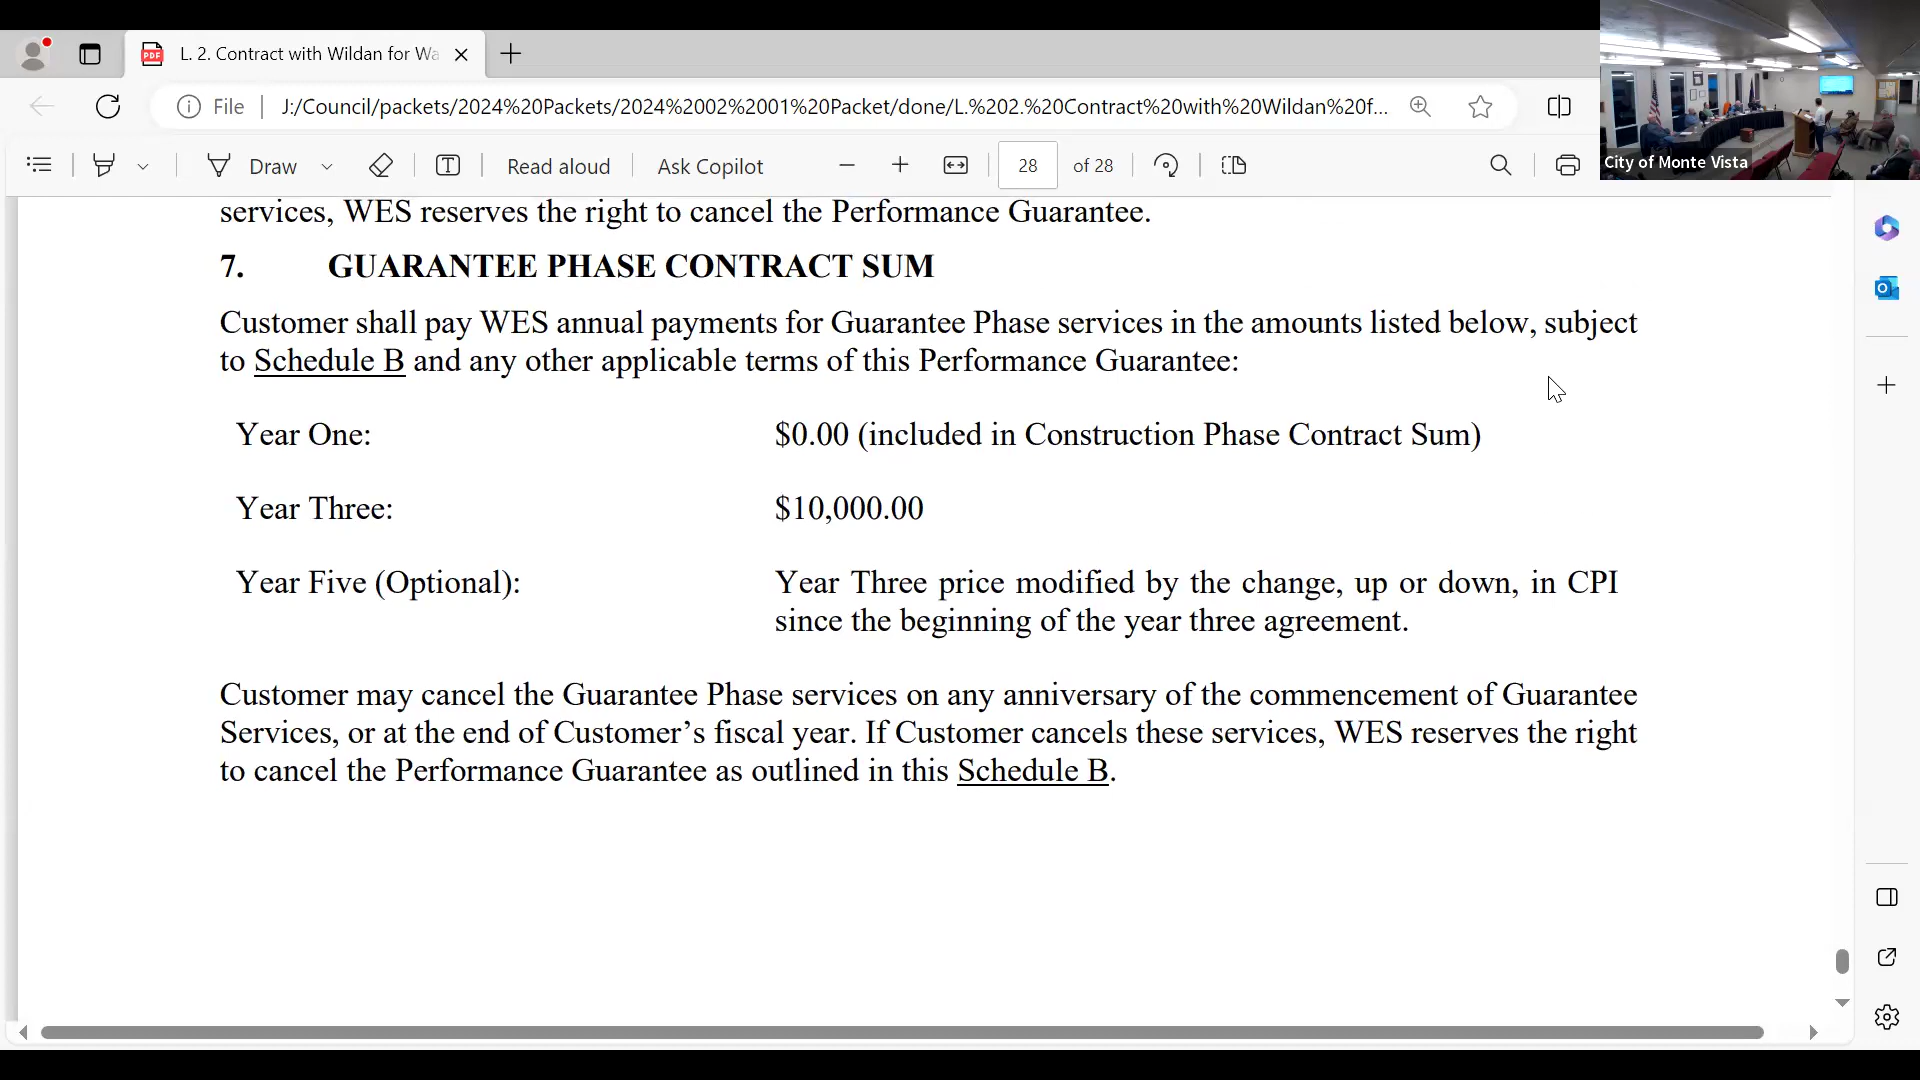 L. 2. Contract with Wildan for Wa
File
J:/Council/packets/2024%20Packets/2024%2002%2001%20Packet/done/L.%202.%20Contract%20with%20Wildan%20f...
Draw
Read aloud
Ask Copilot
28
of 28
City of Monte Vista
services, WES reserves the right to cancel the Performance Guarantee.
7. GUARANTEE PHASE CONTRACT SUM
Customer shall pay WES annual payments for Guarantee Phase services in the amounts listed below, subject
to Schedule B and any other applicable terms of this Performance Guarantee:
Year One: $0.00 (included in Construction Phase Contract Sum)
Year Three: $10,000.00
Year Five (Optional): Year Three price modified by the change, up or down, in CPI
since the beginning of the year three agreement.
Customer may cancel the Guarantee Phase services on any anniversary of the commencement of Guarantee
Services, or at the end of Customer’s fiscal year. If Customer cancels these services, WES reserves the right
to cancel the Performance Guarantee as outlined in this Schedule B.